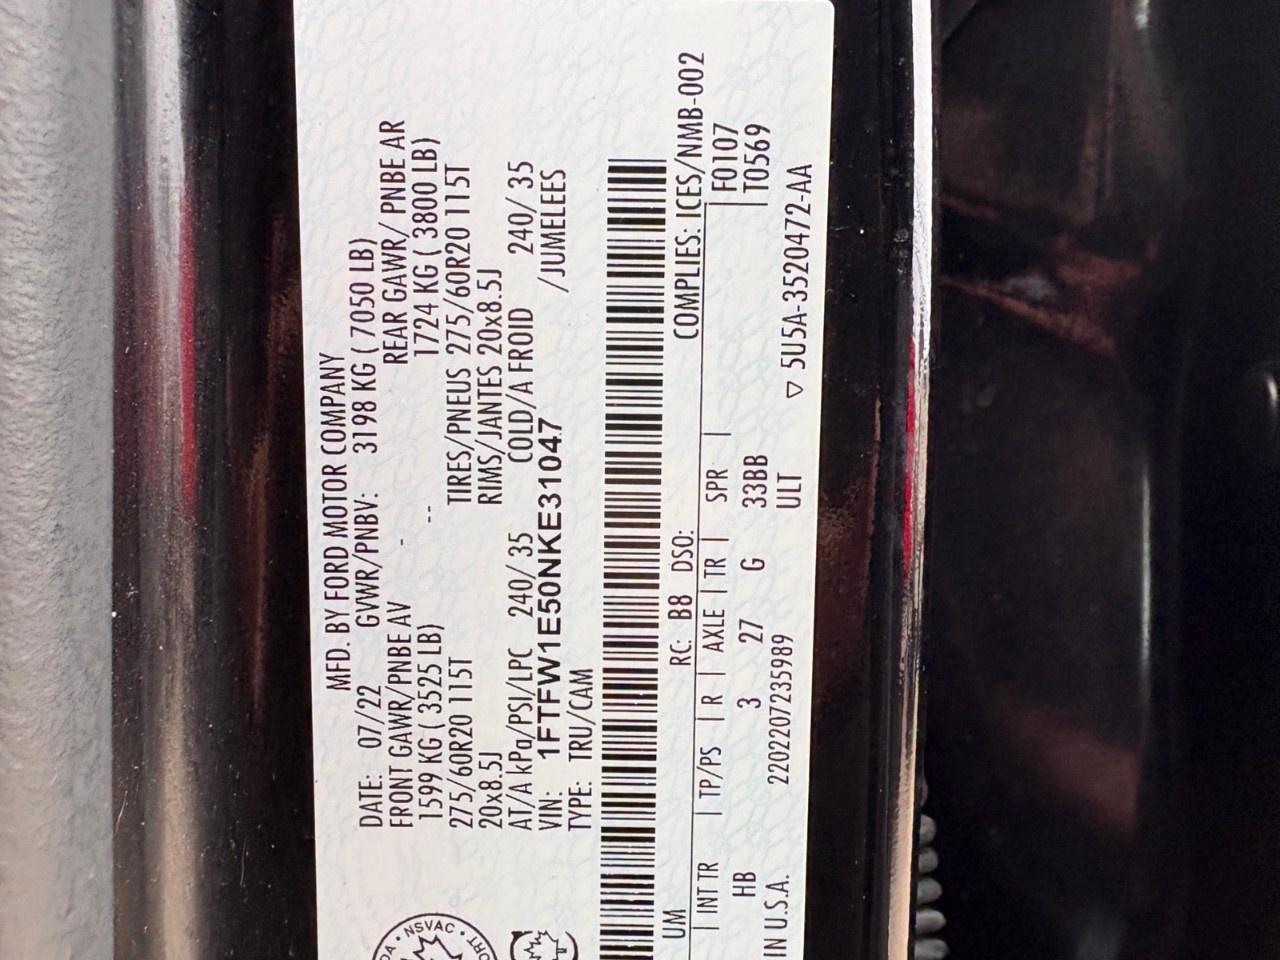 MFD. BY FORD MOTOR COMPANY
DATE: 07/22 GVWR/PNBV: 3198 KG ( 7050 LB)
FRONT GAWR/PNBE AV - REAR GAWR/ PNBE AR
1599 KG ( 3525 LB) -- 1724 KG ( 3800 LB)
275/60R20 115T TIRES/PNEUS 275/60R20 115T
20x8.5J RIMS/JANTES 20x8.5J
AT/A kPa/PSI/LPC 240/ 35 COLD/A FROID 240/ 35
VIN: 1FTFW1E50NKE31047 /JUMELEES
TYPE: TRU/CAM
UM RC: B8 DSO: COMPLIES: ICES/NMB-002
INT TR | TP/PS | R | AXLE | TR | SPR F0107
HB 3 27 G 33BB T0569
IN U.S.A. 2202207235989 ULT ▽ 5U5A-3520472-AA
NSVAC